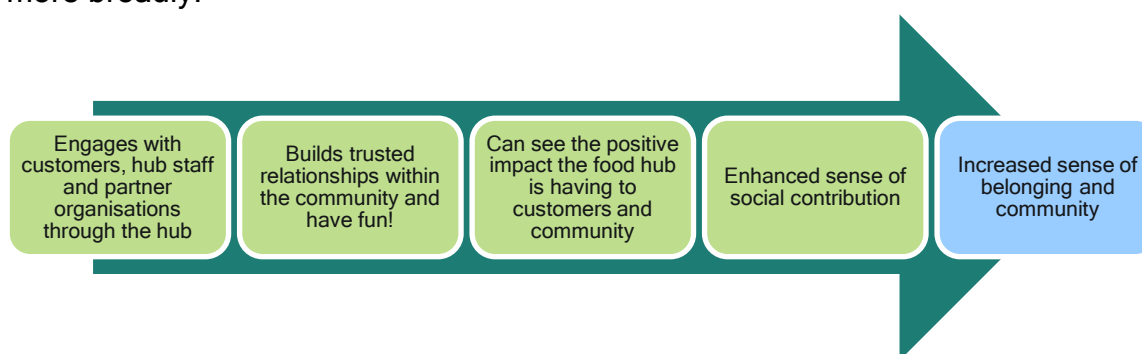 more broadly.
Engages with
customers, hub staff
and partner
organisations
through the hub
Builds trusted
relationships within
the community and
have fun!
Can see the positive
impact the food hub
is having to
customers and
community
Enhanced sense of
social contribution
Increased sense of
belonging and
community